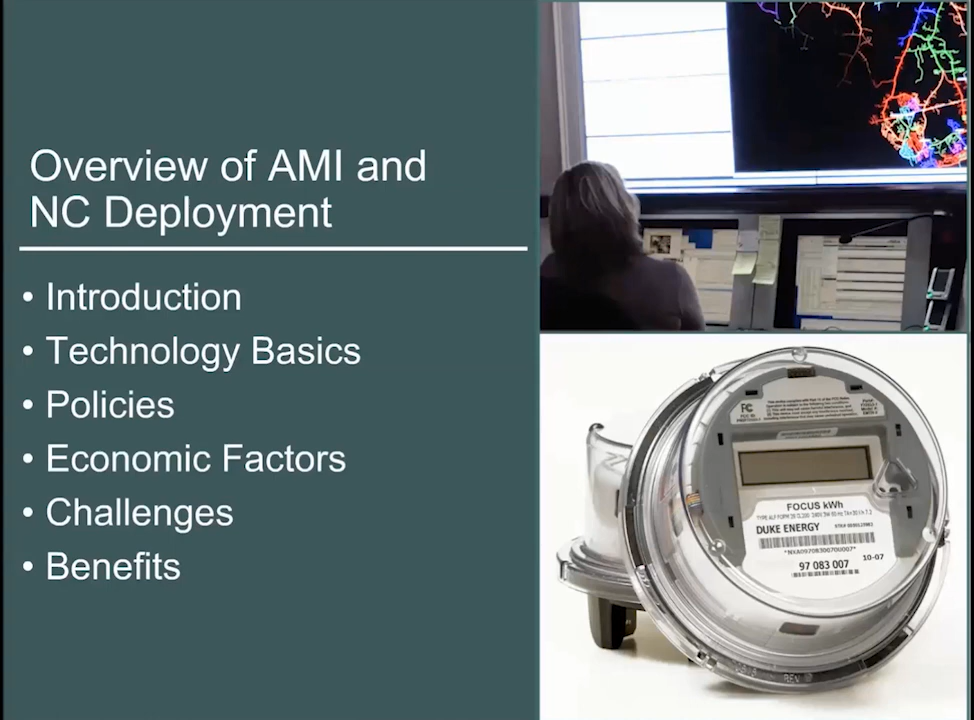 Overview of AMI and
NC Deployment
• Introduction
• Technology Basics
• Policies
• Economic Factors
• Challenges
• Benefits
FC
FOCUS kWh
DUKE ENERGY
10-07
97 083 007